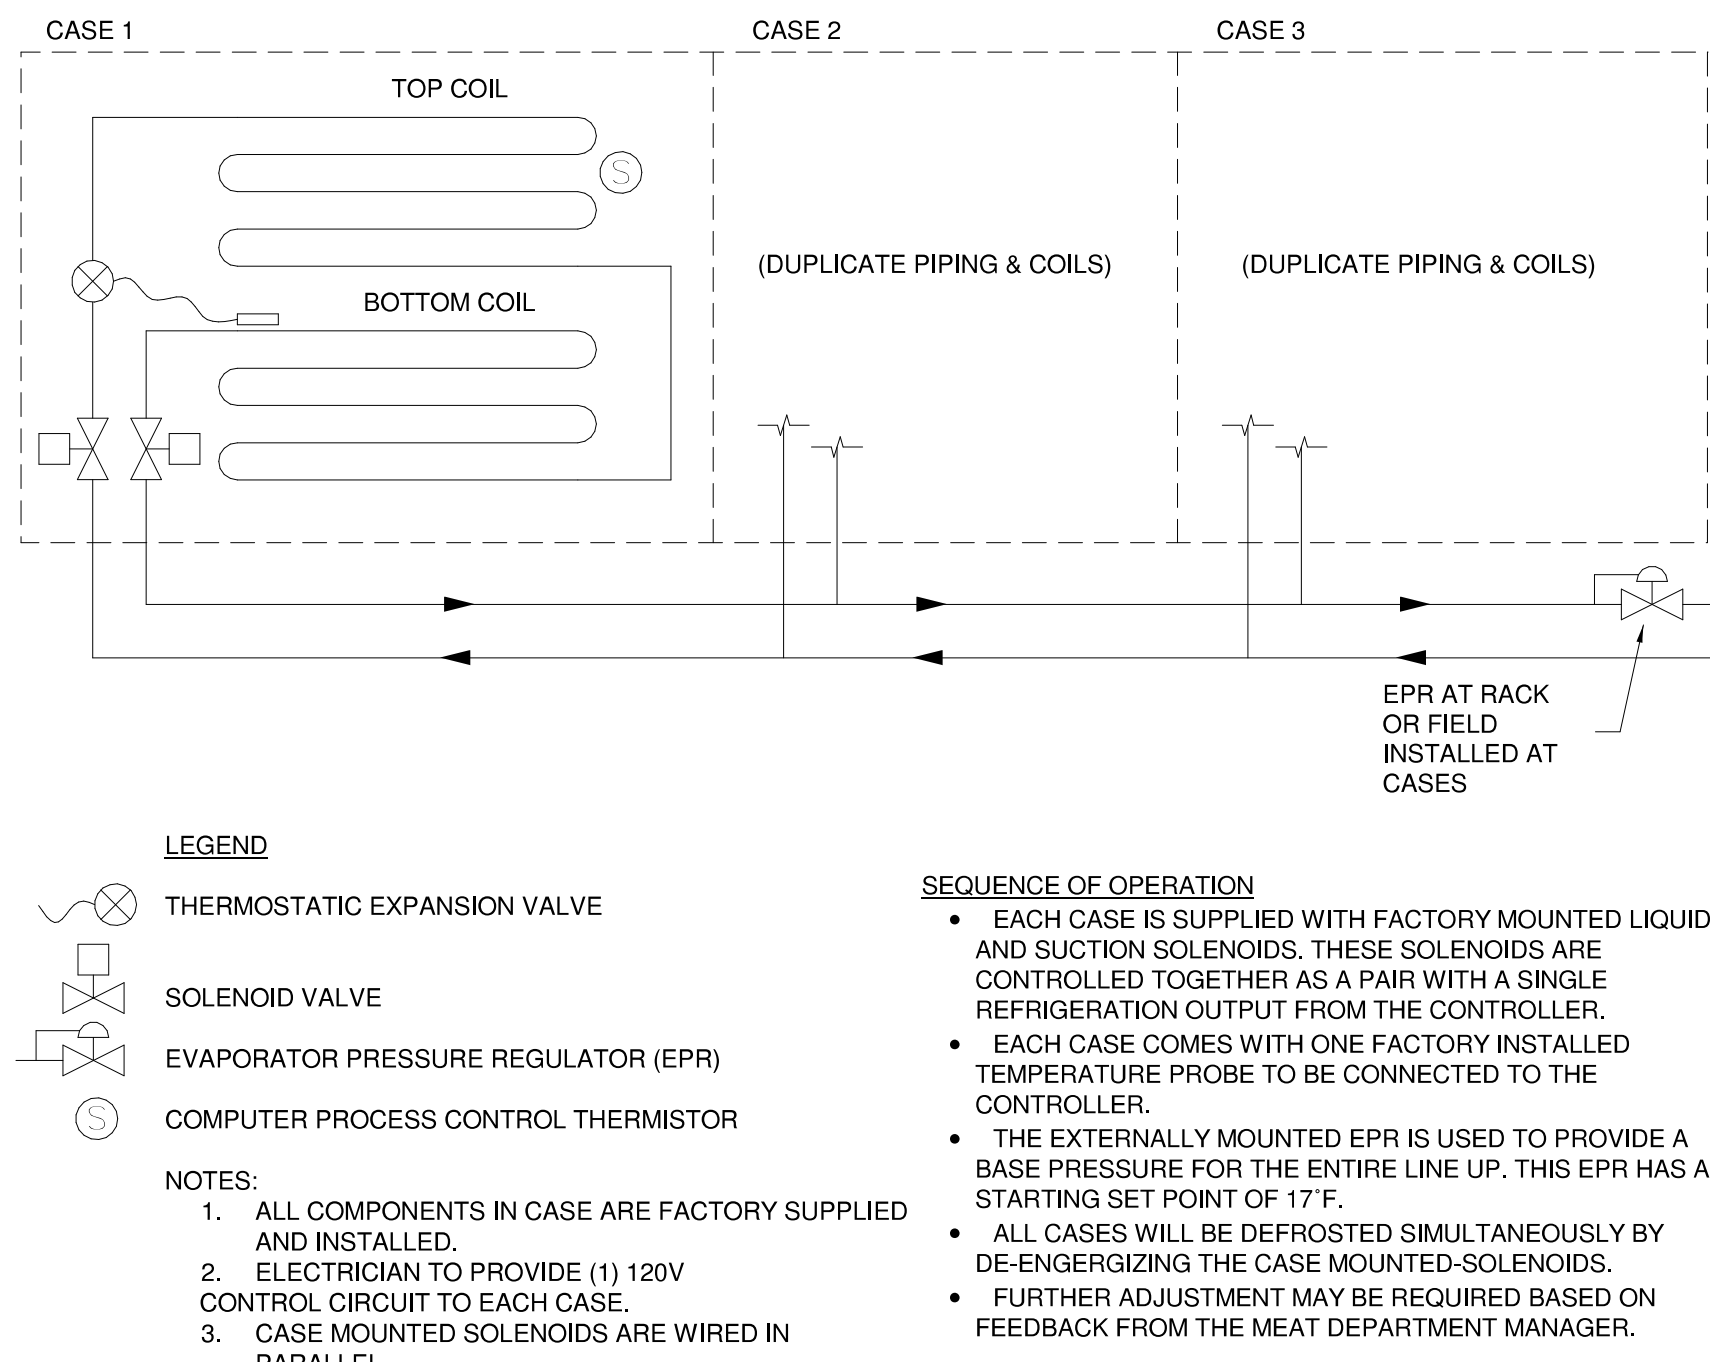 CASE 1
CASE 2
CASE 3
TOP COIL
S
(DUPLICATE PIPING & COILS)
(DUPLICATE PIPING & COILS)
BOTTOM COIL
EPR AT RACK
OR FIELD
INSTALLED AT
CASES
LEGEND
THERMOSTATIC EXPANSION VALVE
SOLENOID VALVE
EVAPORATOR PRESSURE REGULATOR (EPR)
S
COMPUTER PROCESS CONTROL THERMISTOR
NOTES:
1. ALL COMPONENTS IN CASE ARE FACTORY SUPPLIED
AND INSTALLED.
2. ELECTRICIAN TO PROVIDE (1) 120V
CONTROL CIRCUIT TO EACH CASE.
3. CASE MOUNTED SOLENOIDS ARE WIRED IN
PARALLEL
SEQUENCE OF OPERATION
• EACH CASE IS SUPPLIED WITH FACTORY MOUNTED LIQUID
AND SUCTION SOLENOIDS. THESE SOLENOIDS ARE
CONTROLLED TOGETHER AS A PAIR WITH A SINGLE
REFRIGERATION OUTPUT FROM THE CONTROLLER.
• EACH CASE COMES WITH ONE FACTORY INSTALLED
TEMPERATURE PROBE TO BE CONNECTED TO THE
CONTROLLER.
• THE EXTERNALLY MOUNTED EPR IS USED TO PROVIDE A
BASE PRESSURE FOR THE ENTIRE LINE UP. THIS EPR HAS A
STARTING SET POINT OF 17°F.
• ALL CASES WILL BE DEFROSTED SIMULTANEOUSLY BY
DE-ENGERGIZING THE CASE MOUNTED-SOLENOIDS.
• FURTHER ADJUSTMENT MAY BE REQUIRED BASED ON
FEEDBACK FROM THE MEAT DEPARTMENT MANAGER.